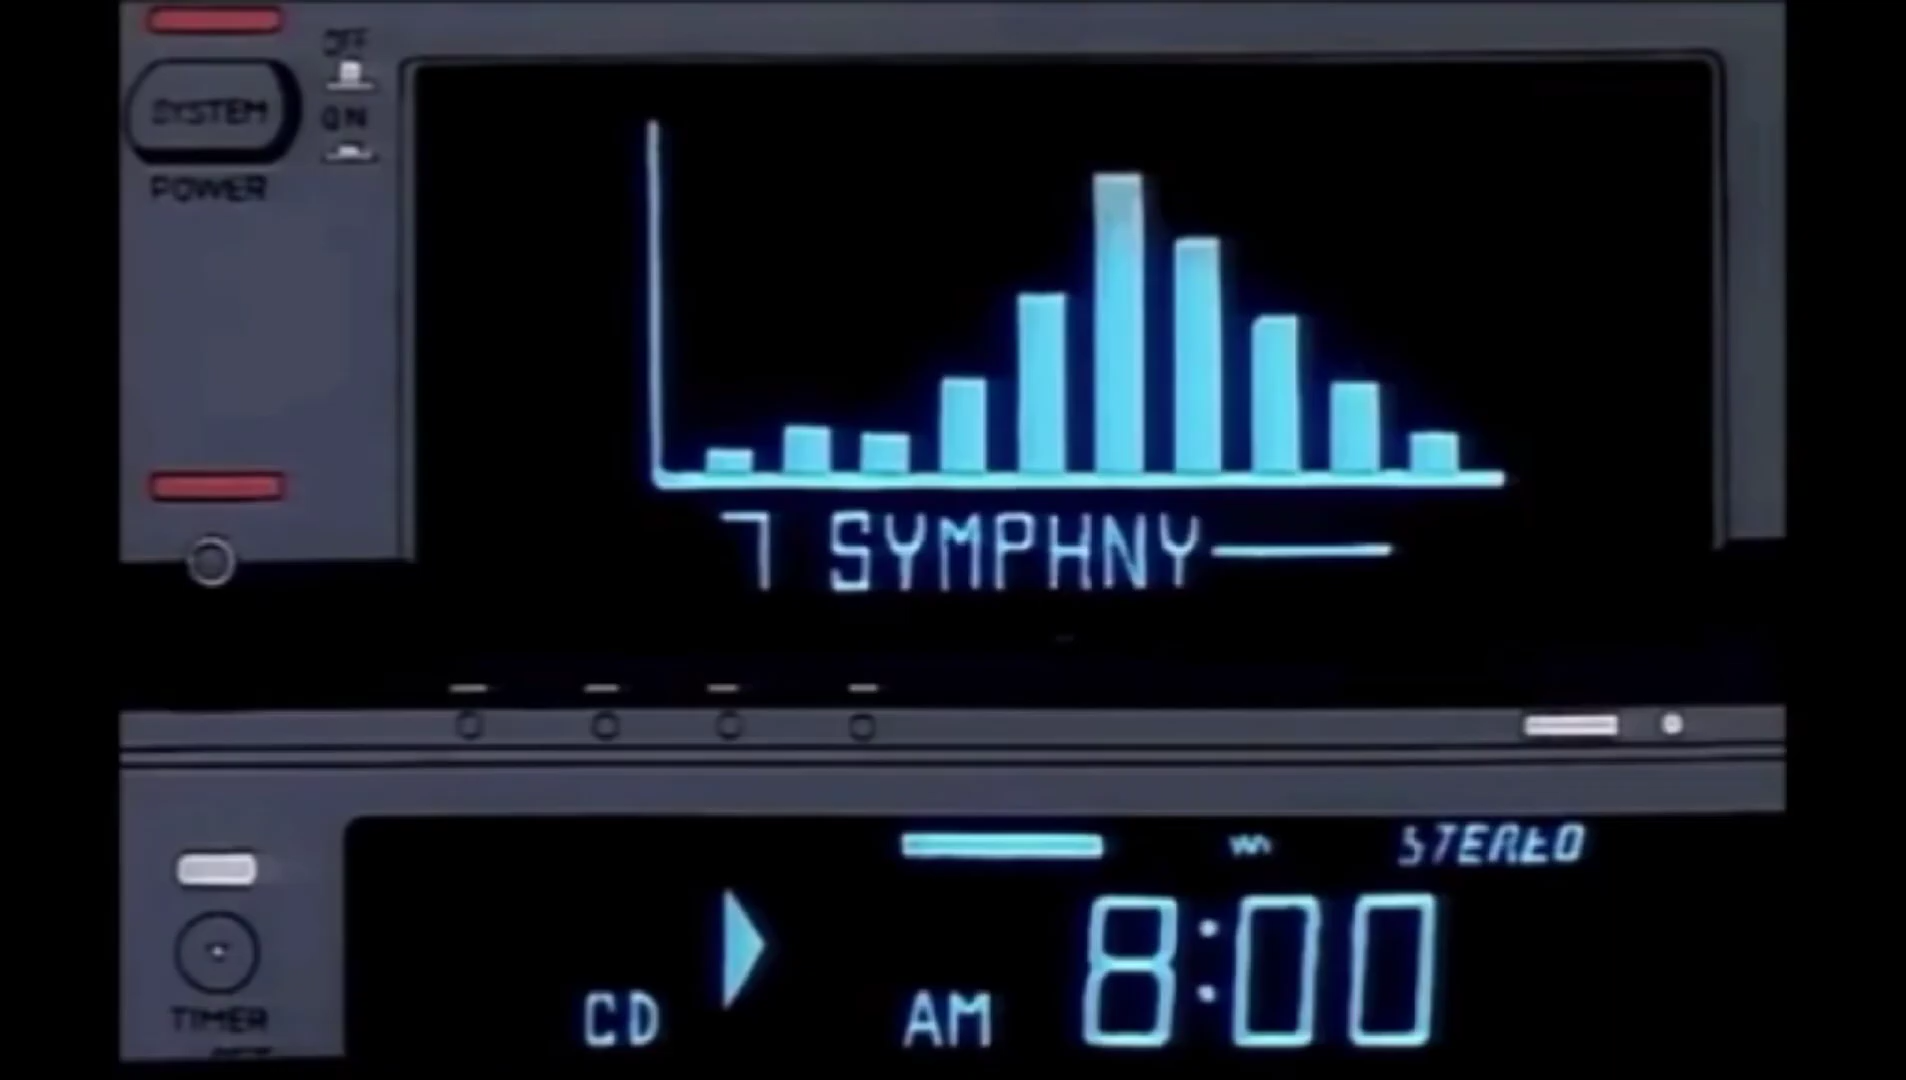 OFF
SYSTEM
ON
POWER
7 SYMPHNY
STEREO
CD AM 8:00
TIMER